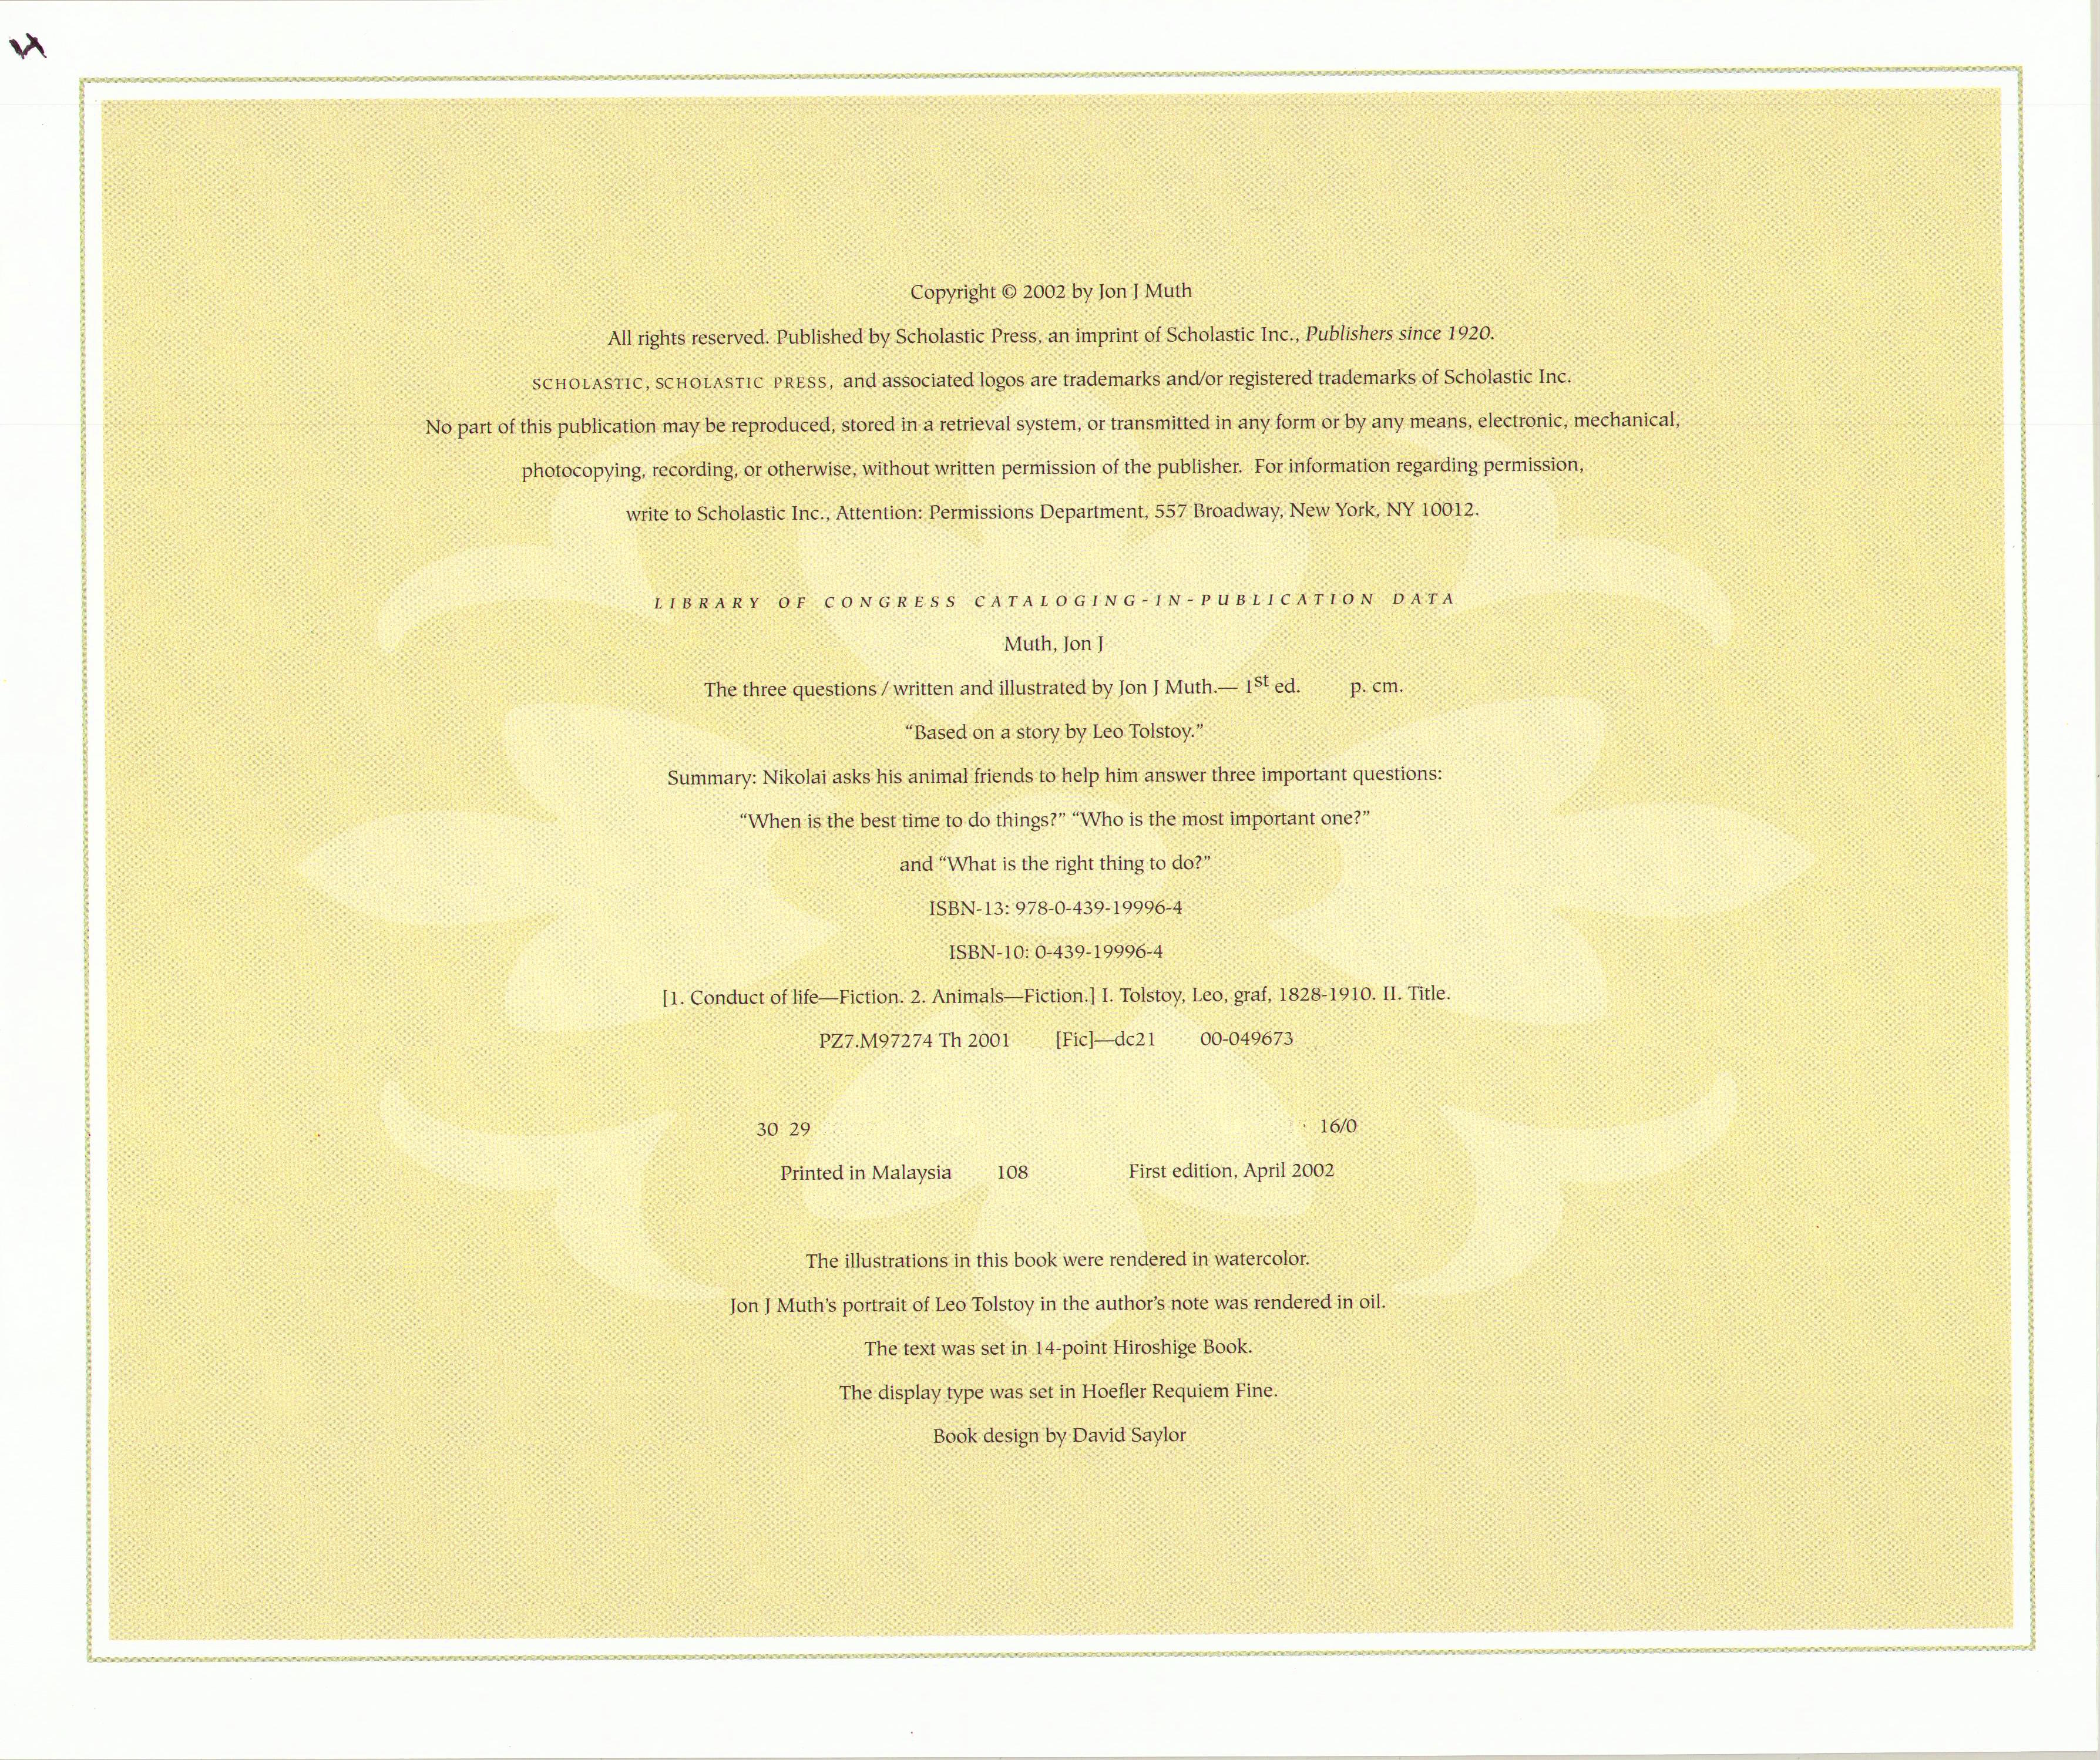 Copyright © 2002 by Jon J Muth
All rights reserved. Published by Scholastic Press, an imprint of Scholastic Inc., Publishers since 1920.
SCHOLASTIC, SCHOLASTIC PRESS, and associated logos are trademarks and/or registered trademarks of Scholastic Inc.
No part of this publication may be reproduced, stored in a retrieval system, or transmitted in any form or by any means, electronic, mechanical,
photocopying, recording, or otherwise, without written permission of the publisher. For information regarding permission,
write to Scholastic Inc., Attention: Permissions Department, 557 Broadway, New York, NY 10012.
LIBRARY OF CONGRESS CATALOGING-IN-PUBLICATION DATA
Muth, Jon J
The three questions / written and illustrated by Jon J Muth.— 1st ed. p. cm.
“Based on a story by Leo Tolstoy.”
Summary: Nikolai asks his animal friends to help him answer three important questions:
“When is the best time to do things?” “Who is the most important one?”
and “What is the right thing to do?”
ISBN-13: 978-0-439-19996-4
ISBN-10: 0-439-19996-4
[1. Conduct of life—Fiction. 2. Animals—Fiction.] I. Tolstoy, Leo, graf, 1828-1910. II. Title.
PZ7.M97274 Th 2001 [Fic]—dc21 00-049673
30 29 16/0
Printed in Malaysia 108 First edition, April 2002
The illustrations in this book were rendered in watercolor.
Jon J Muth’s portrait of Leo Tolstoy in the author’s note was rendered in oil.
The text was set in 14-point Hiroshige Book.
The display type was set in Hoefler Requiem Fine.
Book design by David Saylor